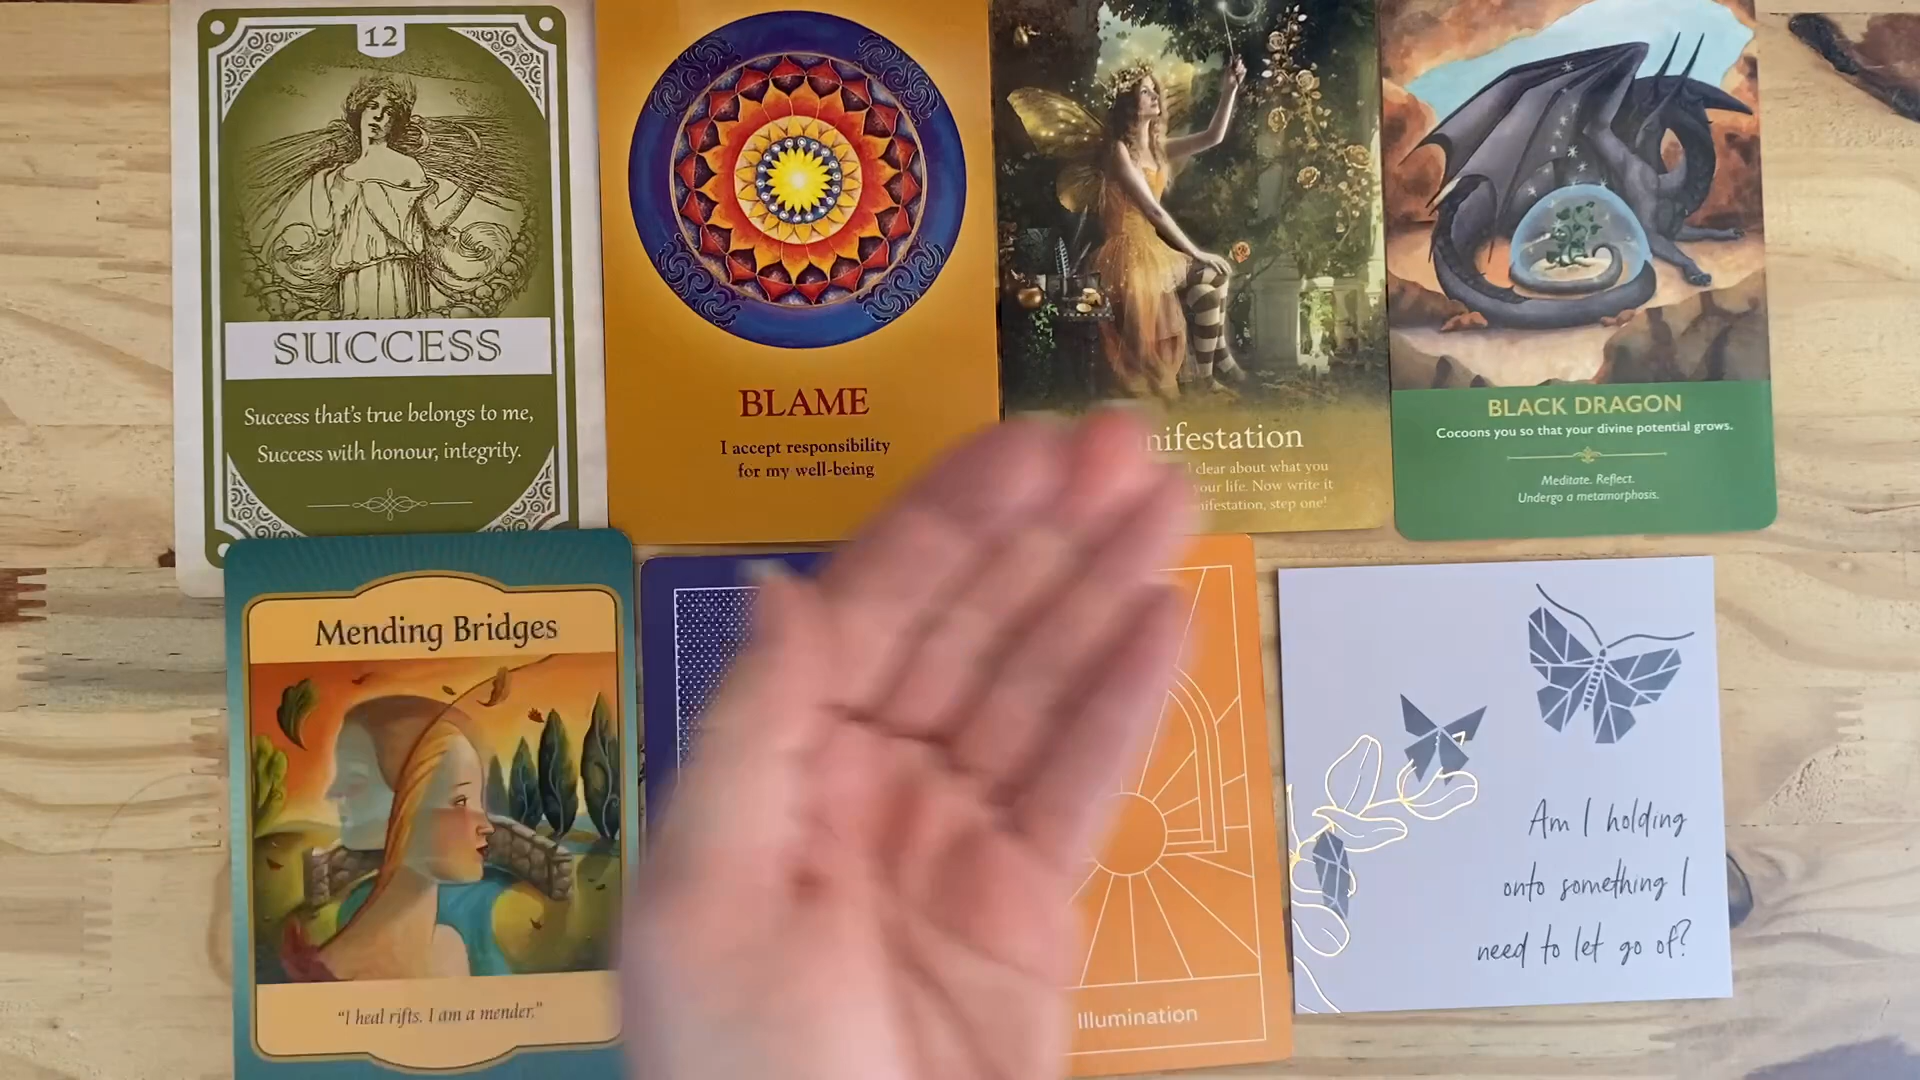 12
SUCCESS
Success that's true belongs to me,
Success with honour, integrity.
BLAME
I accept responsibility
for my well-being
nifestation
clear about what you
your life. Now write it
nifestation, step one!
BLACK DRAGON
Cocoons you so that your divine potential grows.
Meditate. Reflect.
Undergo a metamorphosis.
Mending Bridges
"I heal rifts. I am a mender."
Illumination
Am I holding
onto something I
need to let go of?